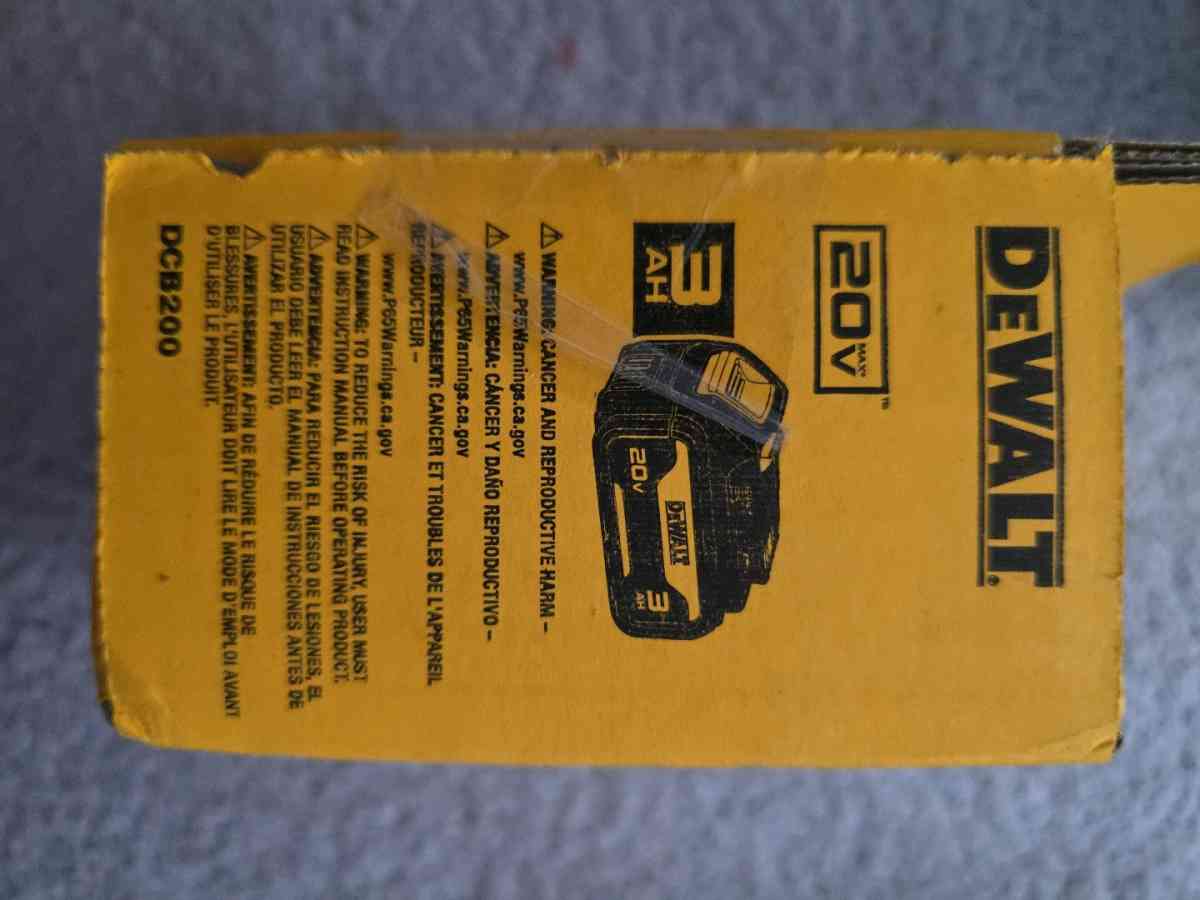 DEWALT®
20V MAX* ™
3 AH
20V
DEWALT
3 AH
⚠ WARNING: CANCER AND REPRODUCTIVE HARM –
www.P65Warnings.ca.gov
⚠ ADVERTENCIA: CÁNCER Y DAÑO REPRODUCTIVO –
www.P65Warnings.ca.gov
⚠ AVERTISSEMENT: CANCER ET TROUBLES DE L'APPAREIL
REPRODUCTEUR –
www.P65Warnings.ca.gov
⚠ WARNING: TO REDUCE THE RISK OF INJURY, USER MUST
READ INSTRUCTION MANUAL BEFORE OPERATING PRODUCT.
⚠ ADVERTENCIA: PARA REDUCIR EL RIESGO DE LESIONES, EL
USUARIO DEBE LEER EL MANUAL DE INSTRUCCIONES ANTES DE
UTILIZAR EL PRODUCTO.
⚠ AVERTISSEMENT: AFIN DE RÉDUIRE LE RISQUE DE
BLESSURES, L'UTILISATEUR DOIT LIRE LE MODE D'EMPLOI AVANT
D'UTILISER LE PRODUIT.
DCB200